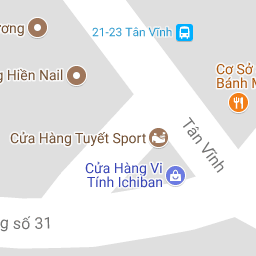 ương
21-23 Tân Vĩnh
g Hiền Nail
Cơ Sở
Bánh M
Cửa Hàng Tuyết Sport
Tân Vĩnh
Cửa Hàng Vi
Tính Ichiban
g số 31